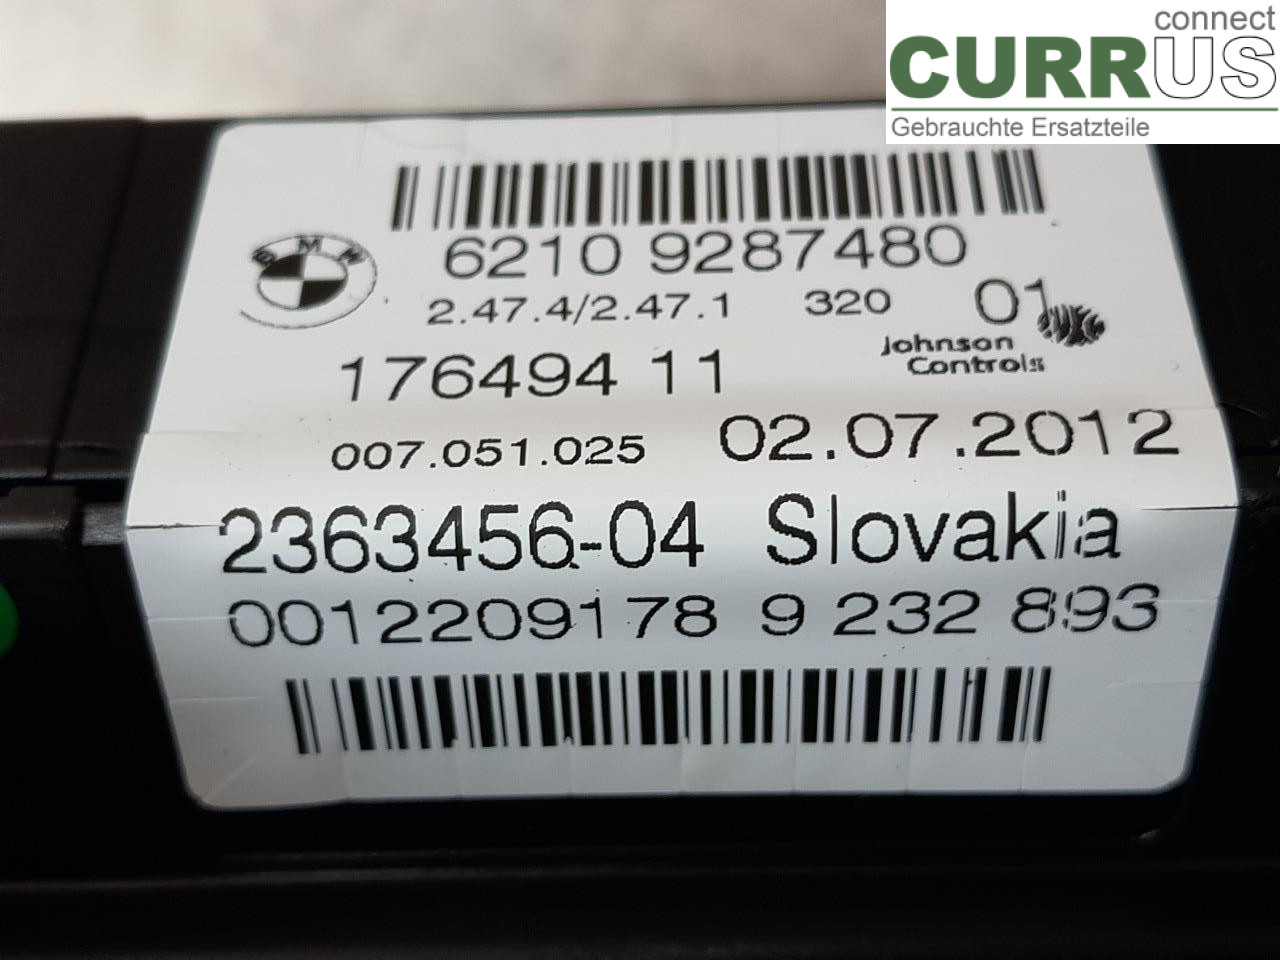 connect
CURRUS
Gebrauchte Ersatzteile
BMW
6210 9287480
2.47.4/2.47.1 320 01
Johnson
Controls
176494 11
007.051.025 02.07.2012
2363456-04 Slovakia
0012209178 9 232 893